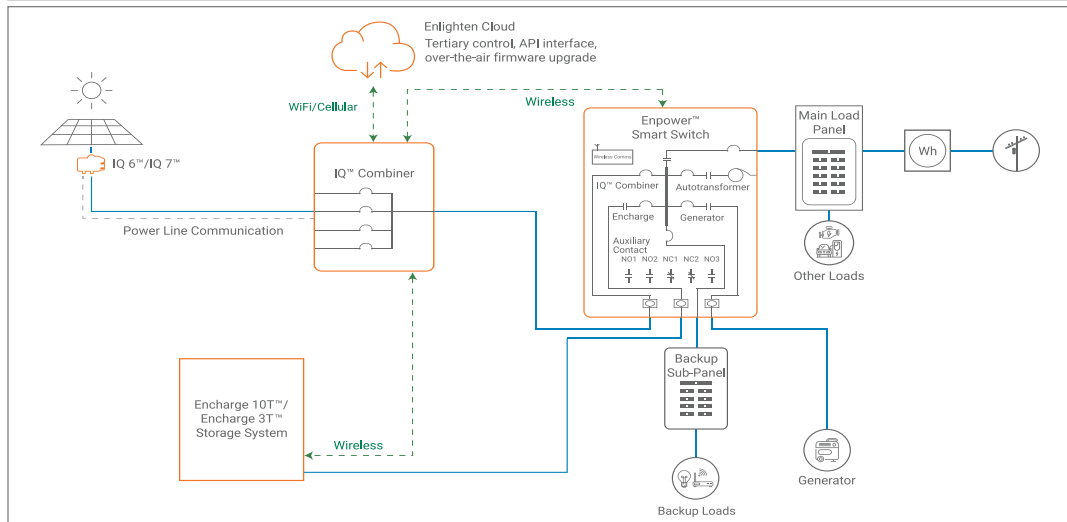 Enlighten Cloud
Tertiary control, API interface,
over-the-air firmware upgrade
WiFi/Cellular
Wireless
Enpower™
Smart Switch
Main Load
Panel
Wireless Comms
Wh
IQ 6™/IQ 7™
IQ™ Combiner
IQ™ Combiner
Autotransformer
Encharge
Generator
Power Line Communication
Auxiliary
Contact
NO1 NO2 NC1 NC2 NO3
Other Loads
Backup
Sub-Panel
Encharge 10T™/
Encharge 3T™
Storage System
Wireless
Generator
Backup Loads